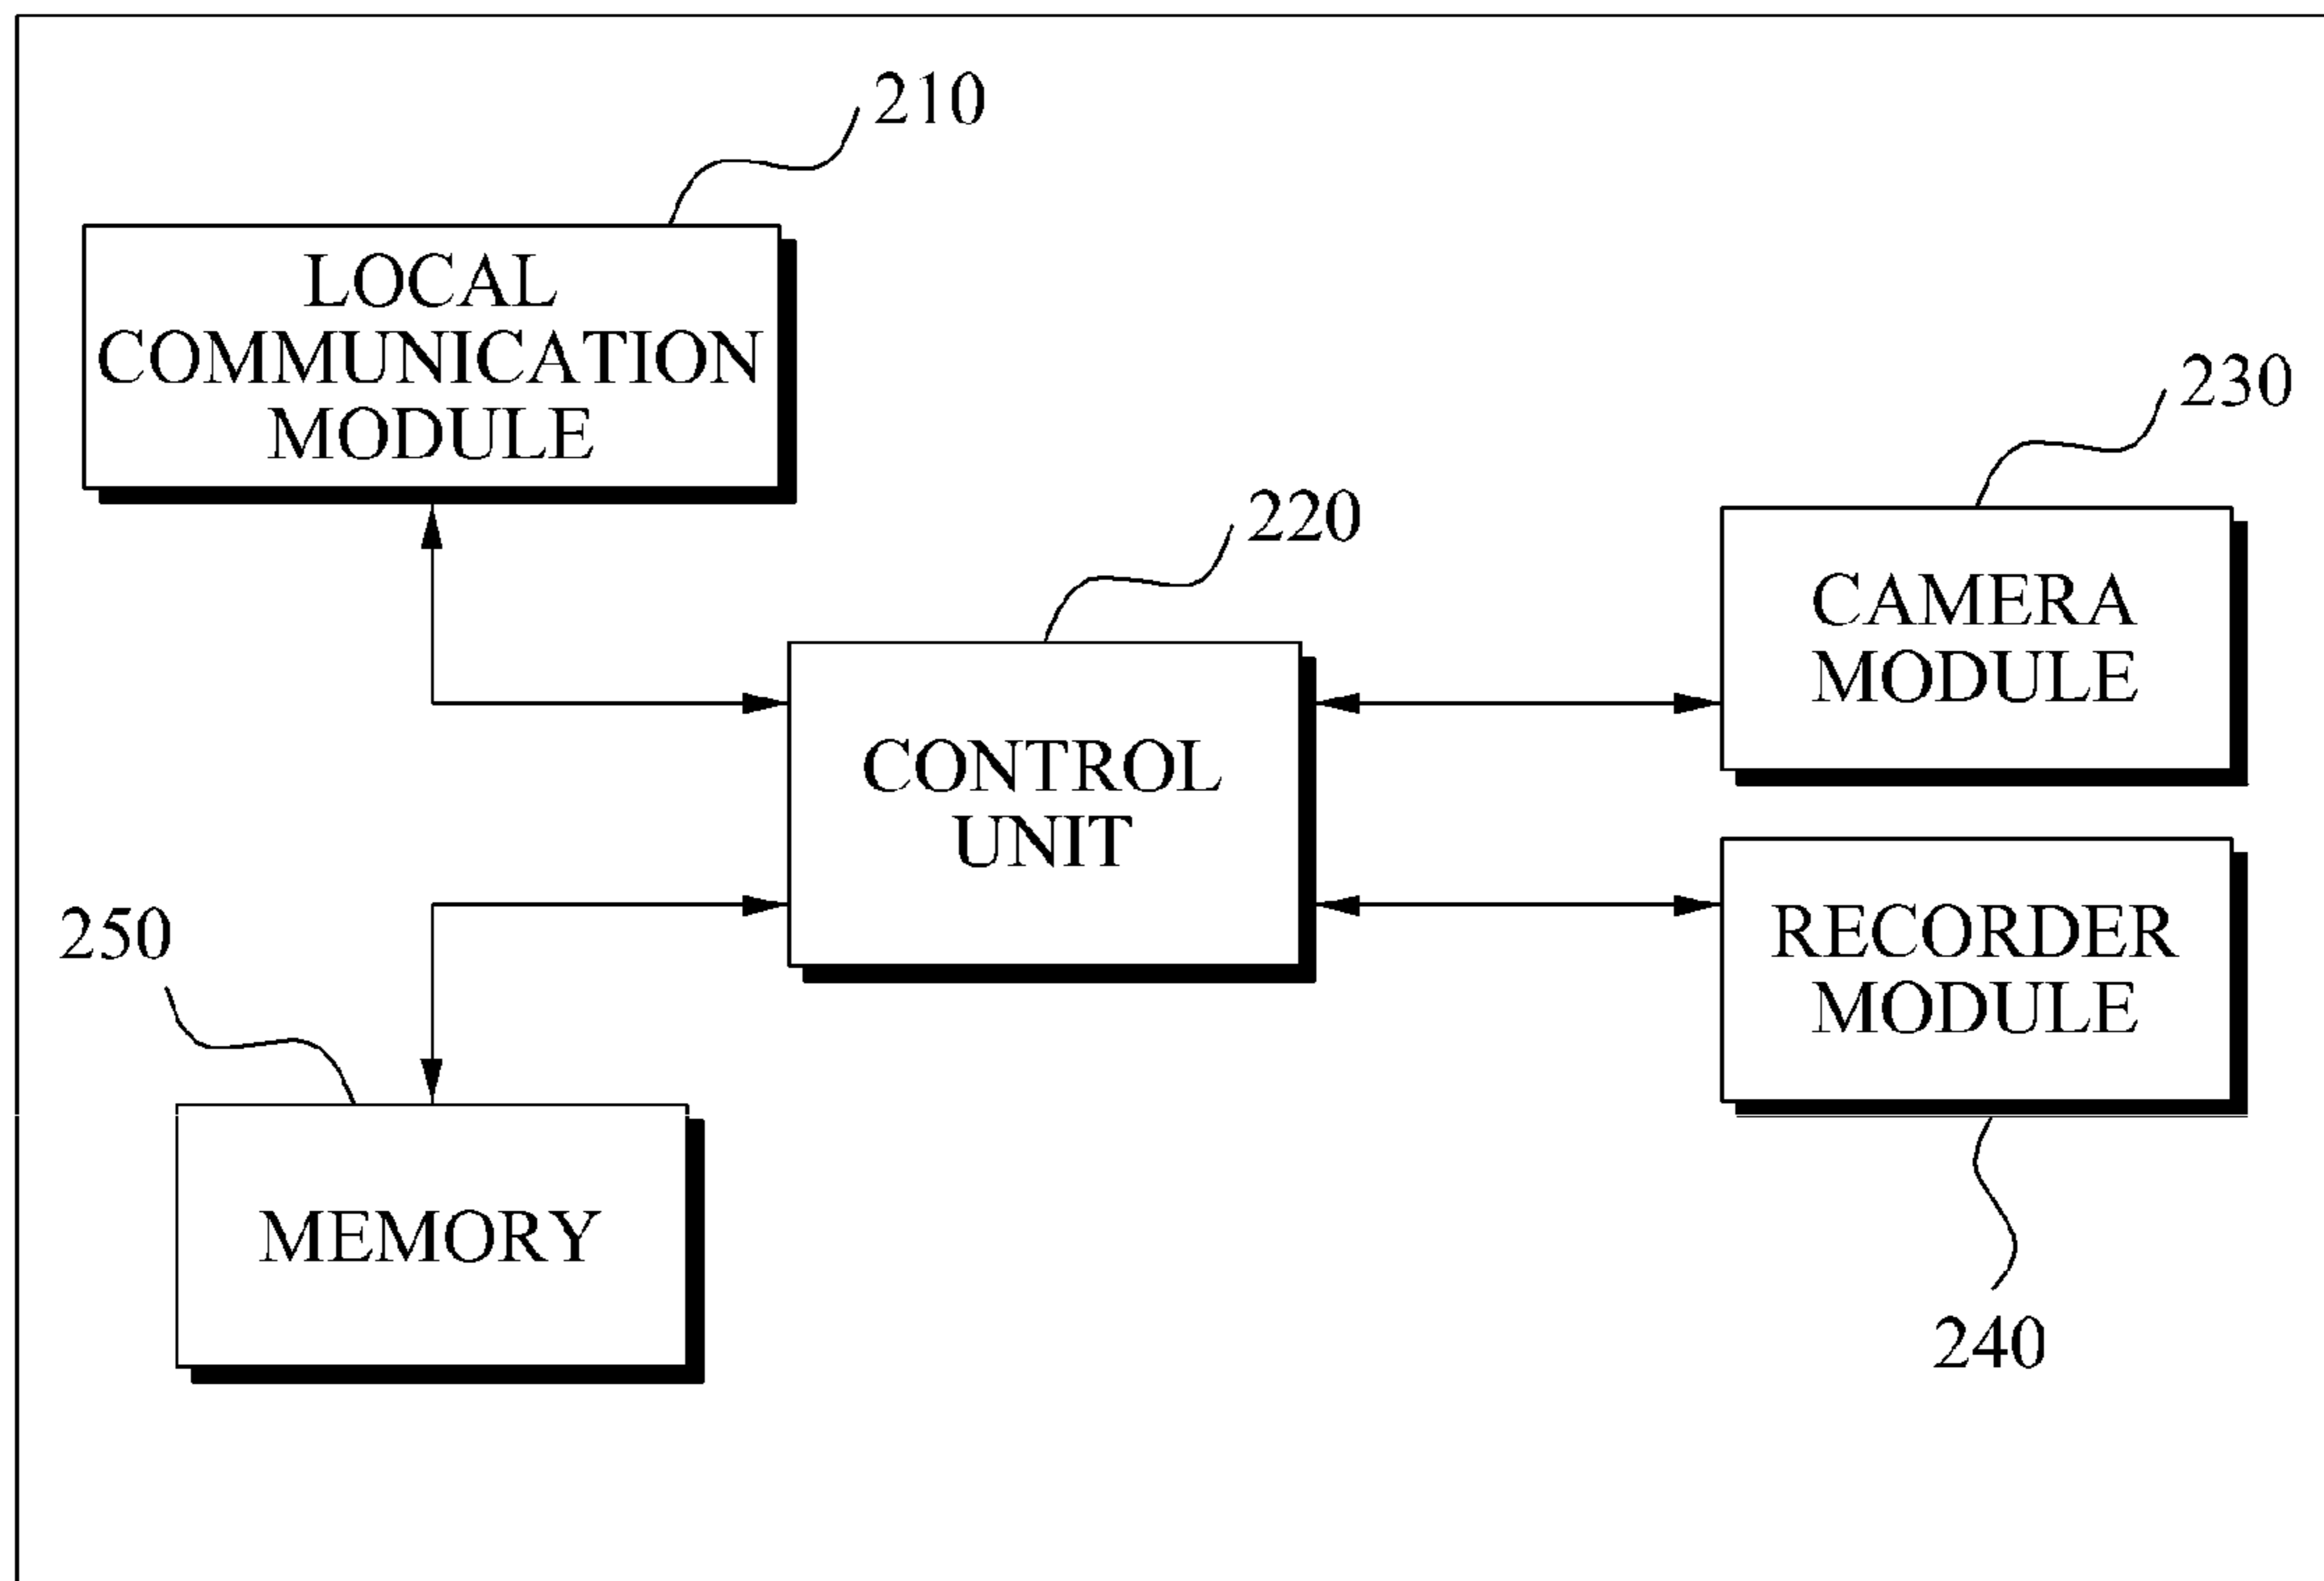 210
LOCAL
COMMUNICATION
MODULE
230
220
CAMERA
MODULE
CONTROL
UNIT
250
RECORDER
MODULE
MEMORY
240